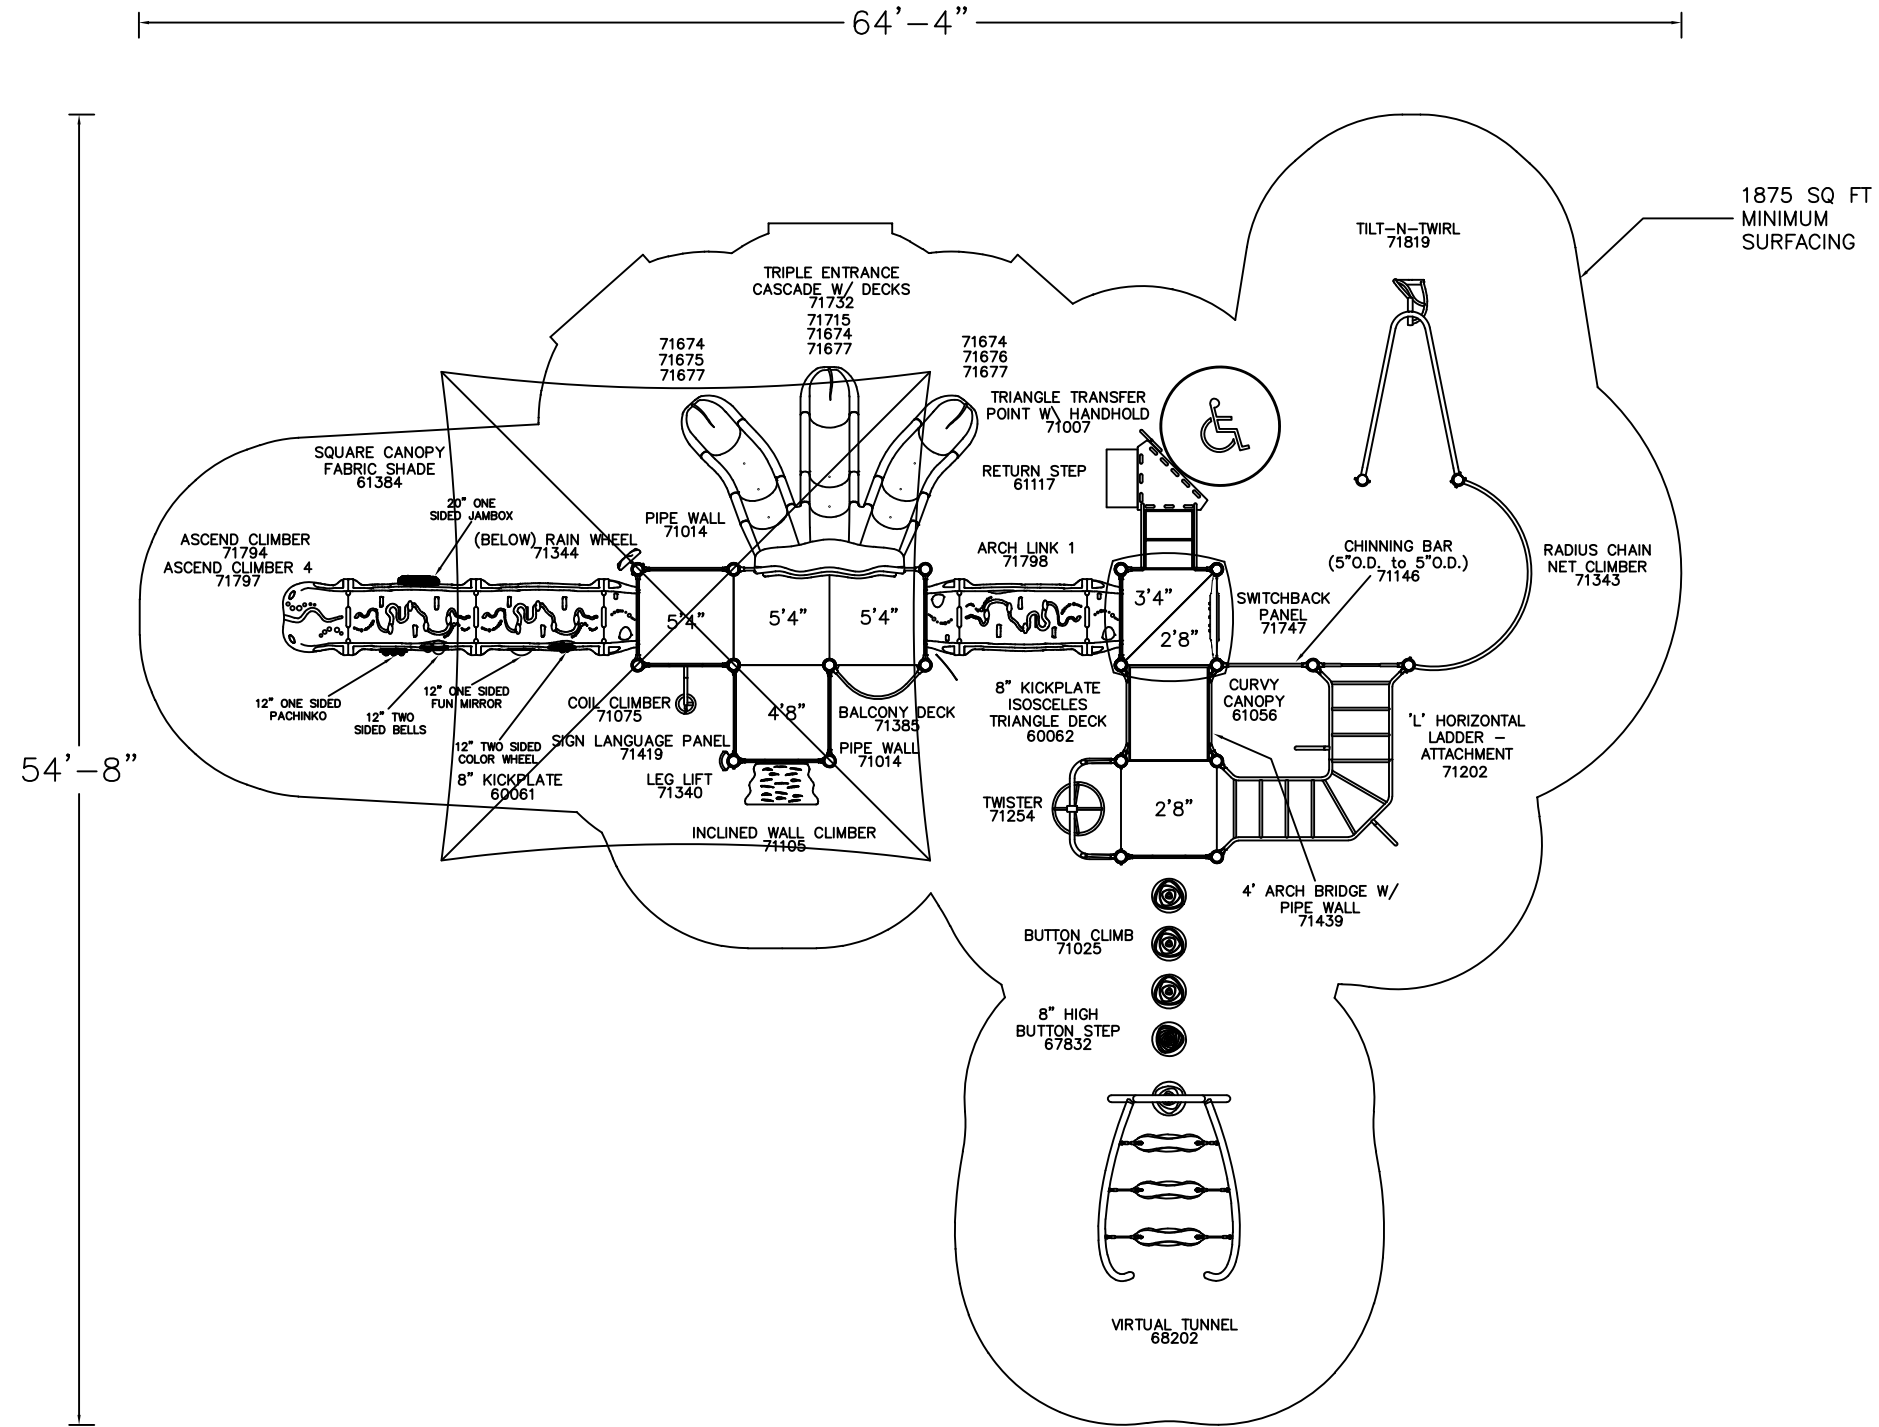 64'-4"
1875 SQ FT
MINIMUM
SURFACING
TILT-N-TWIRL
71819
TRIPLE ENTRANCE
CASCADE W/ DECKS
71732
71715
71674
71677
71674
71675
71677
71674
71676
71677
TRIANGLE TRANSFER
POINT W\ HANDHOLD
71007
RETURN STEP
61117
SQUARE CANOPY
FABRIC SHADE
61384
20" ONE
SIDED JAMBOX
PIPE WALL
71014
(BELOW) RAIN WHEEL
71344
ASCEND CLIMBER
71794
ASCEND CLIMBER 4
71797
ARCH LINK 1
71798
CHINNING BAR
(5"O.D. to 5"O.D.)
71146
RADIUS CHAIN
NET CLIMBER
71343
5'4"
5'4"
5'4"
3'4"
2'8"
SWITCHBACK
PANEL
71747
12" ONE SIDED
PACHINKO
12" TWO
SIDED BELLS
12" ONE SIDED
FUN MIRROR
12" TWO SIDED
COLOR WHEEL
COIL CLIMBER
71075
4'8"
BALCONY DECK
71385
8" KICKPLATE
ISOSCELES
TRIANGLE DECK
60062
CURVY
CANOPY
61056
'L' HORIZONTAL
LADDER -
ATTACHMENT
71202
SIGN LANGUAGE PANEL
71419
PIPE WALL
71014
54'-8"
8" KICKPLATE
60061
LEG LIFT
71340
TWISTER
71254
2'8"
INCLINED WALL CLIMBER
71105
4' ARCH BRIDGE W/
PIPE WALL
71439
BUTTON CLIMB
71025
8" HIGH
BUTTON STEP
67832
VIRTUAL TUNNEL
68202